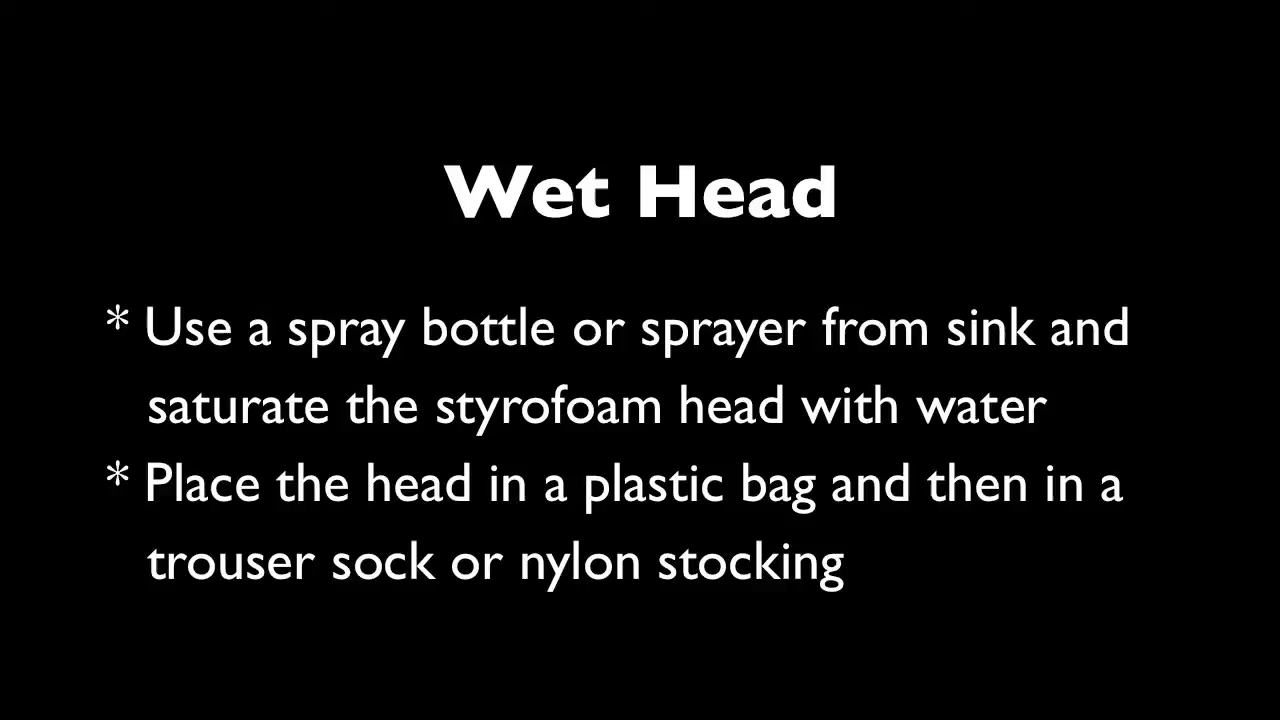 Wet Head
* Use a spray bottle or sprayer from sink and
saturate the styrofoam head with water
* Place the head in a plastic bag and then in a
trouser sock or nylon stocking